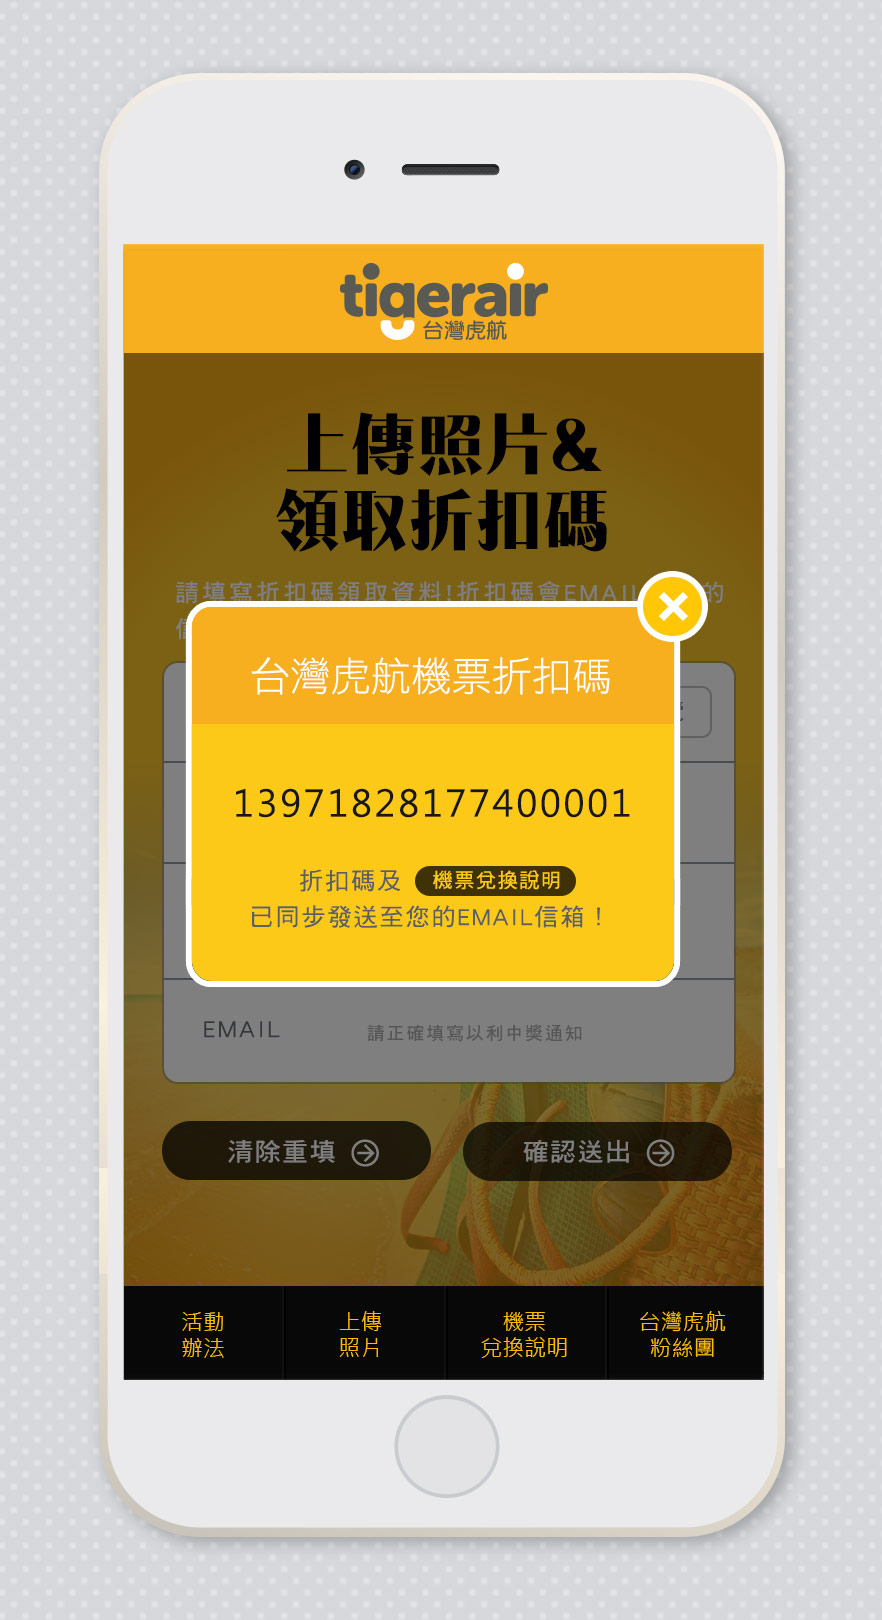 tigerair
台灣虎航
上傳照片&
領取折扣碼
請填寫折扣碼領取資料!折扣碼會EMAIL 的
台灣虎航機票折扣碼
13971828177400001
折扣碼及 機票兌換說明
已同步發送至您的EMAIL信箱！
EMAIL 請正確填寫以利中獎通知
清除重填 確認送出
活動 上傳 機票 台灣虎航
辦法 照片 兌換說明 粉絲團